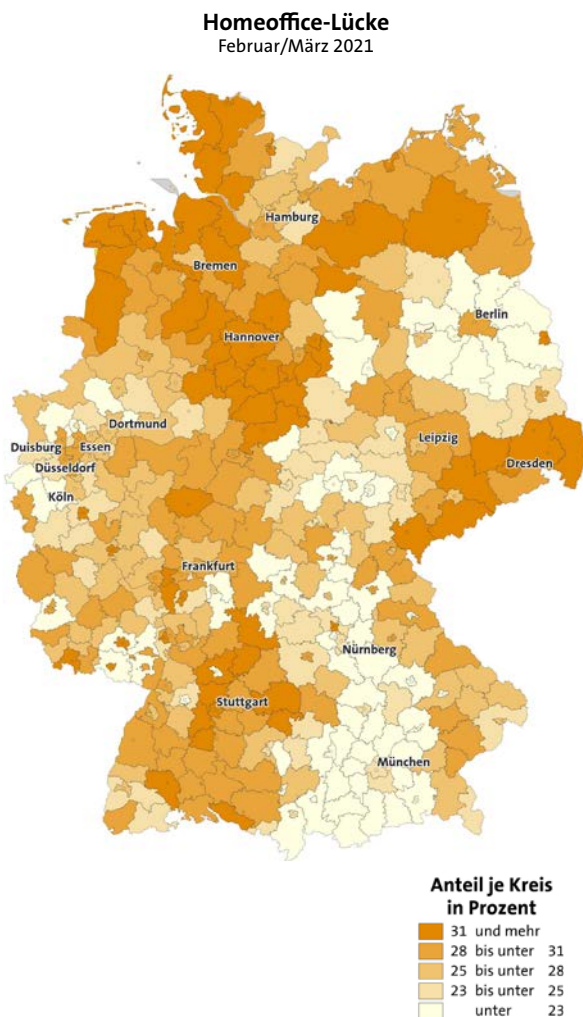 Homeoffice-Lücke
Februar/März 2021
Hamburg
Bremen
Berlin
Hannover
Dortmund
Duisburg
Essen
Leipzig
Düsseldorf
Dresden
Köln
Frankfurt
Nürnberg
Stuttgart
München
Anteil je Kreis
in Prozent
31 und mehr
28 bis unter 31
25 bis unter 28
23 bis unter 25
unter 23